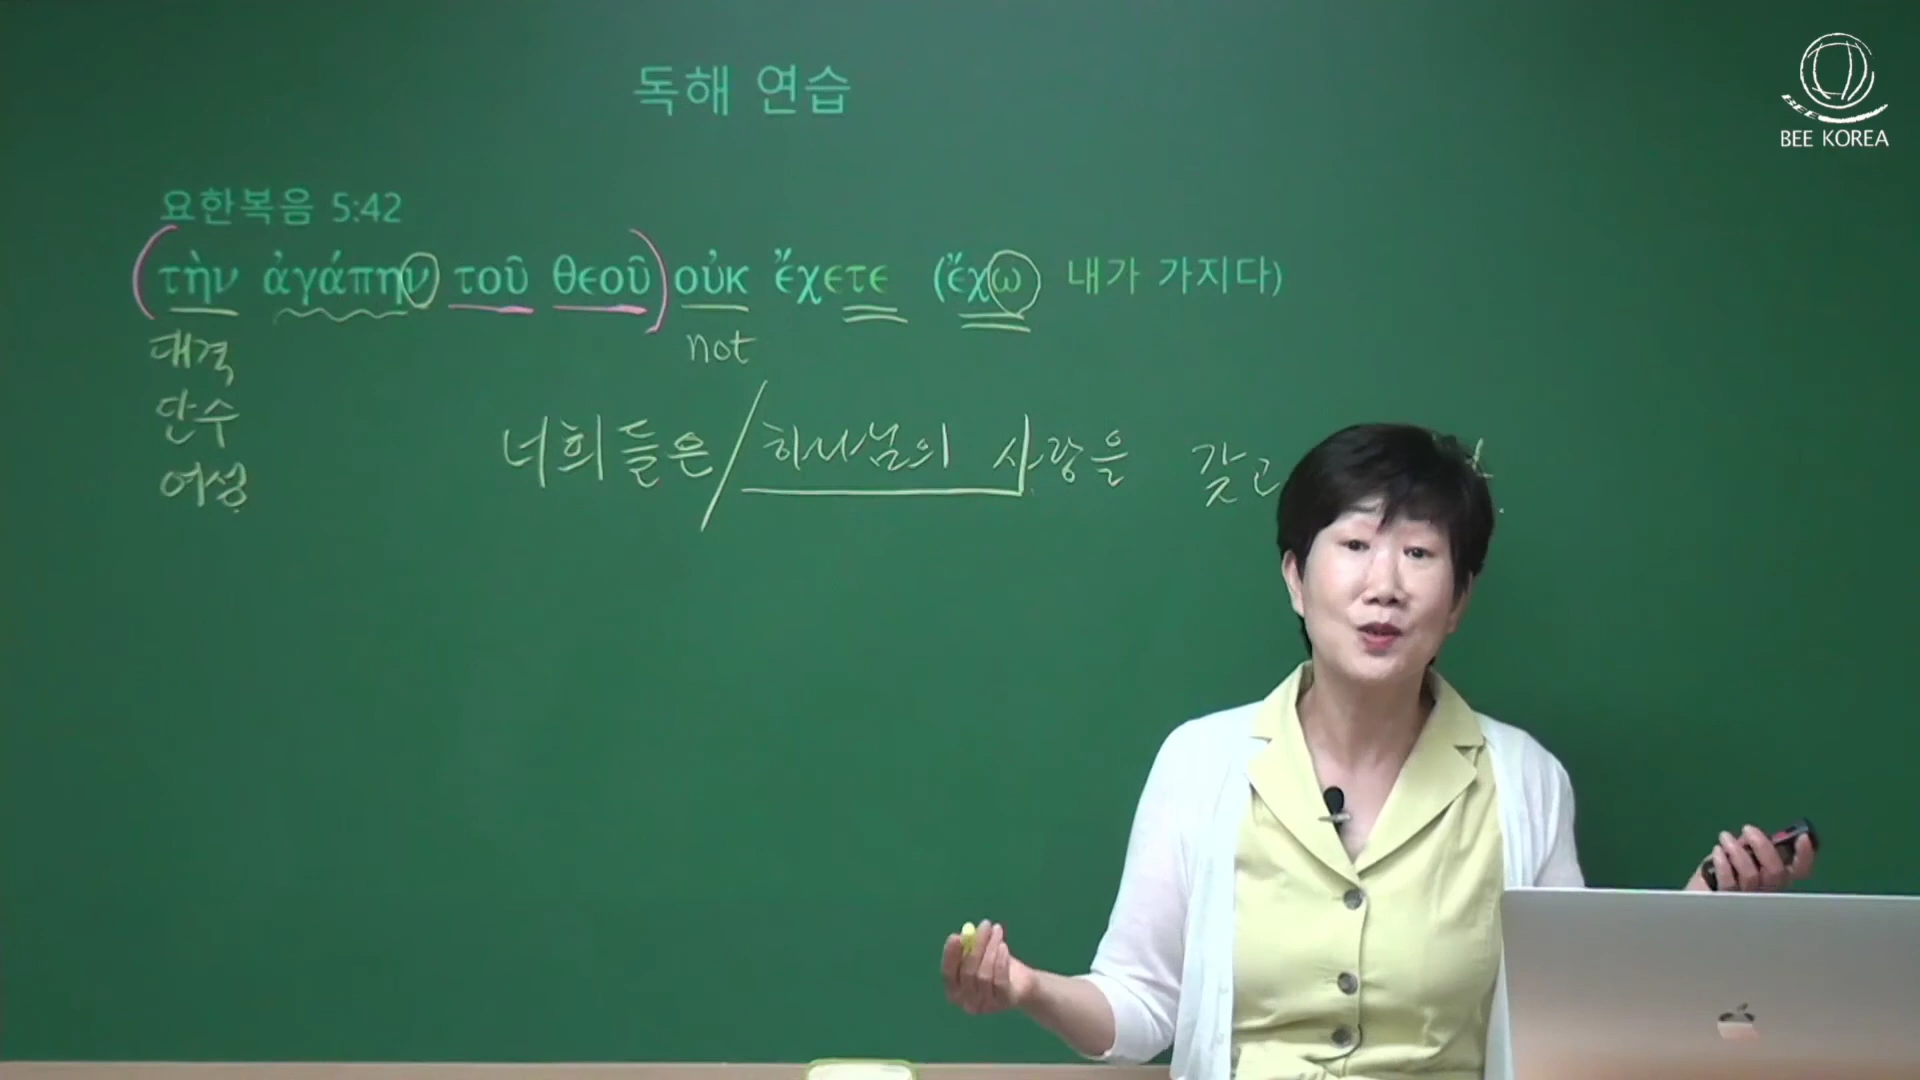 독해 연습
BEE KOREA
요한복음 5:42
(τὴν ἀγάπην τοῦ θεοῦ) οὐκ ἔχετε (ἔχω 내가 가지다)
대격 not
단수
너희들은 / 하나님의 사랑을 갖고
여성